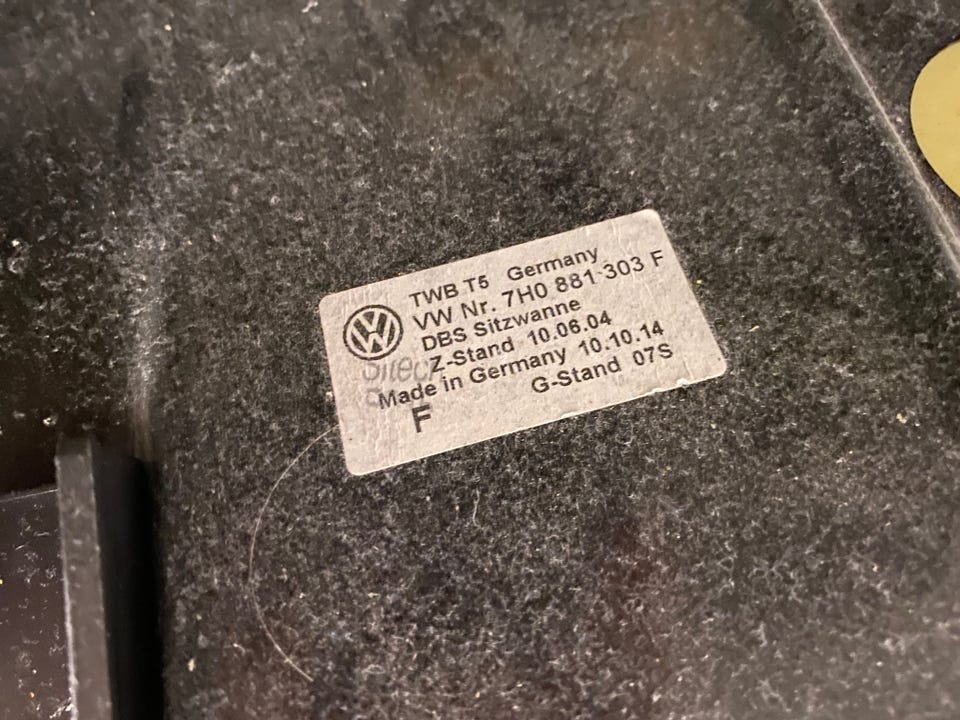 TWB T5 Germany
VW Nr. 7H0 881 303 F
DBS Sitzwanne
Z-Stand 10.06.04
Sitech
Made in Germany 10.10.14
G-Stand 07S
F